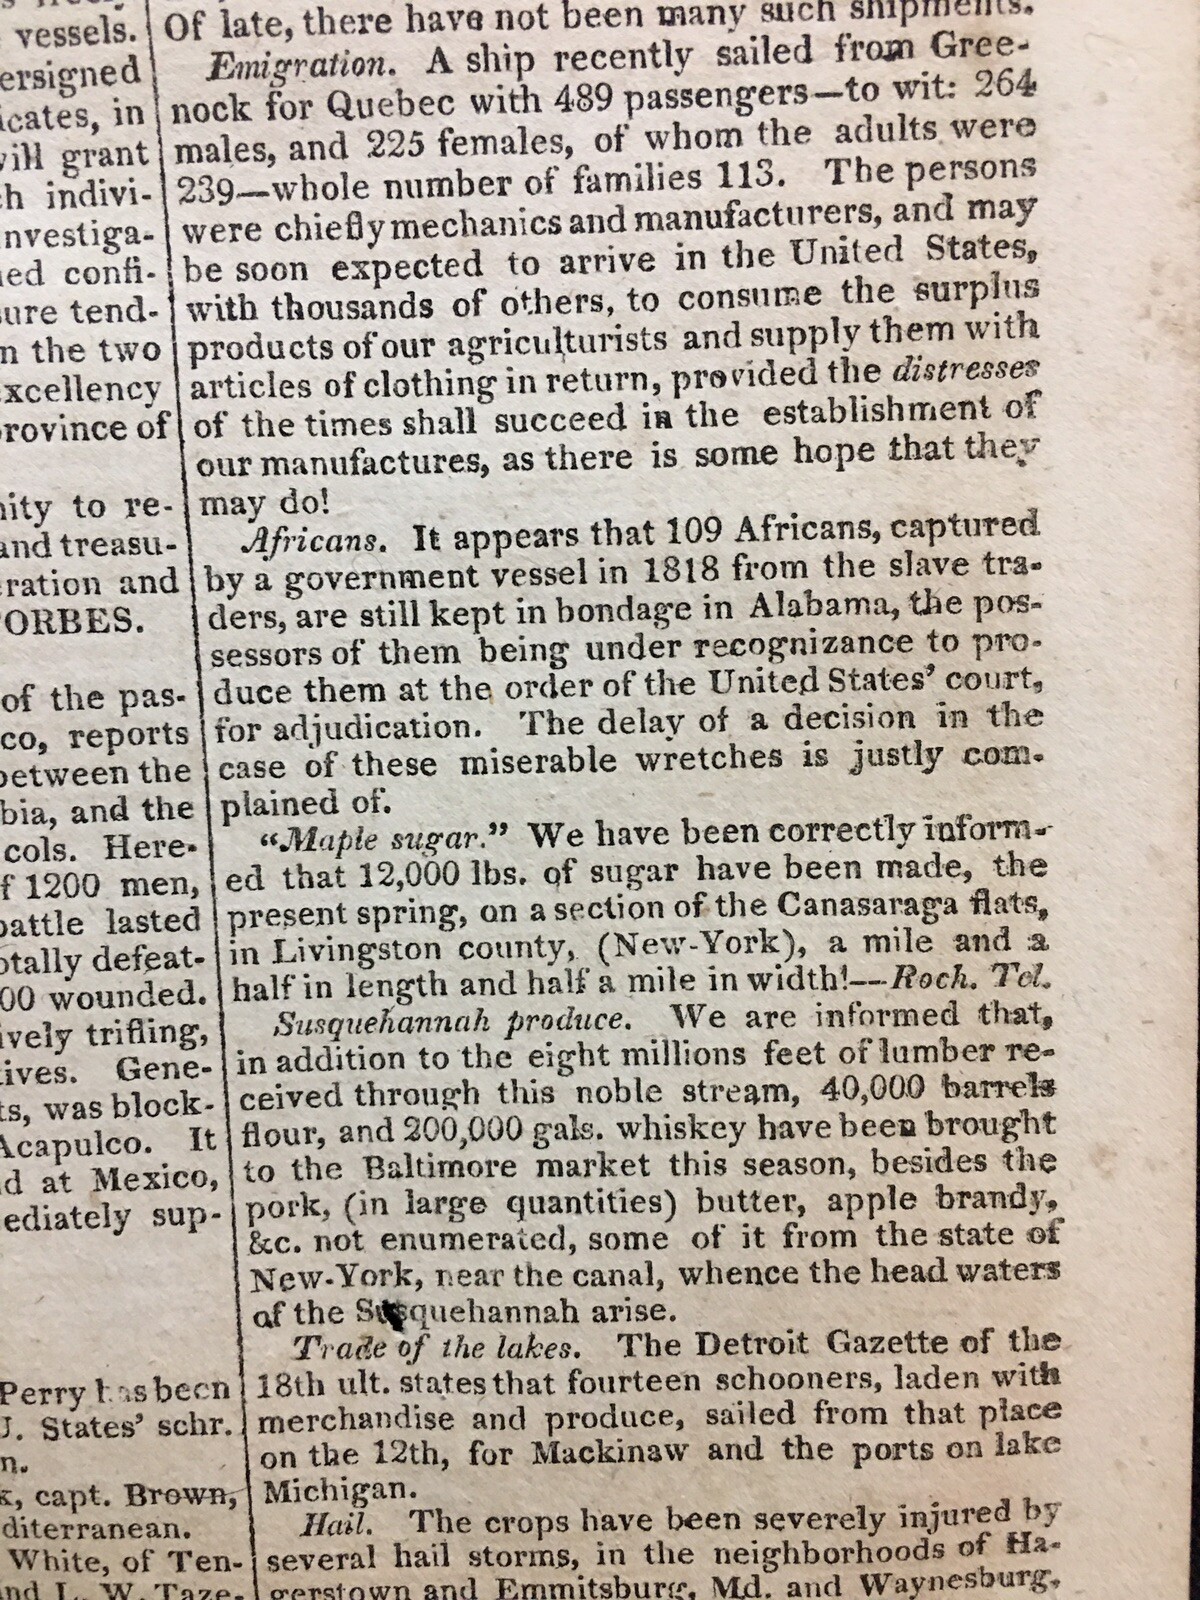 vessels.
ersigned
icates, in
will grant
ch indivi-
investiga-
ned confi-
sure tend-
n the two
excellency
province of
nity to re-
and treasu-
eration and
FORBES.
of the pas-
co, reports
between the
bia, and the
cols. Here-
f 1200 men,
battle lasted
otally defeat-
00 wounded.
ively trifling,
tives. Gene-
ts, was block-
Acapulco. It
d at Mexico,
ediately sup-
Perry has been
U. States' schr.
n.
k, capt. Brown,
diterranean.
White, of Ten-
and L. W. Taze-
Of late, there have not been many such shipments.
Emigration. A ship recently sailed from Gree-
nock for Quebec with 489 passengers—to wit: 264
males, and 225 females, of whom the adults were
239—whole number of families 113. The persons
were chiefly mechanics and manufacturers, and may
be soon expected to arrive in the United States,
with thousands of others, to consume the surplus
products of our agriculturists and supply them with
articles of clothing in return, provided the distresses
of the times shall succeed in the establishment of
our manufactures, as there is some hope that they
may do!
Africans. It appears that 109 Africans, captured
by a government vessel in 1818 from the slave tra-
ders, are still kept in bondage in Alabama, the pos-
sessors of them being under recognizance to pro-
duce them at the order of the United States' court,
for adjudication. The delay of a decision in the
case of these miserable wretches is justly com-
plained of.
"Maple sugar." We have been correctly inform-
ed that 12,000 lbs. of sugar have been made, the
present spring, on a section of the Canasaraga flats,
in Livingston county, (New-York), a mile and a
half in length and half a mile in width!—Roch. Tel.
Susquehannah produce. We are informed that,
in addition to the eight millions feet of lumber re-
ceived through this noble stream, 40,000 barrels
flour, and 200,000 gals. whiskey have been brought
to the Baltimore market this season, besides the
pork, (in large quantities) butter, apple brandy,
&c. not enumerated, some of it from the state of
New-York, near the canal, whence the head waters
of the Susquehannah arise.
Trade of the lakes. The Detroit Gazette of the
18th ult. states that fourteen schooners, laden with
merchandise and produce, sailed from that place
on the 12th, for Mackinaw and the ports on lake
Michigan.
Hail. The crops have been severely injured by
several hail storms, in the neighborhoods of Ha-
gerstown and Emmitsburg, Md. and Waynesburg,